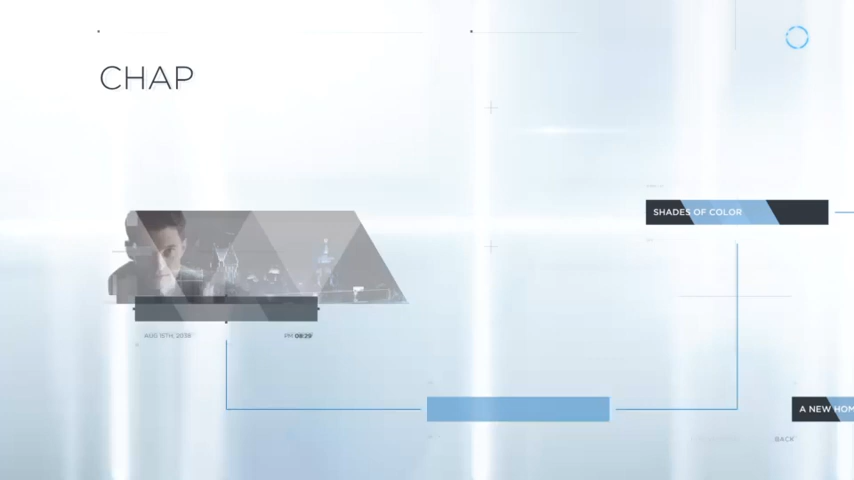 CHAP
SHADES OF COLOR
AUG 15TH, 2038
PM 08:29
A NEW HOM
BACK